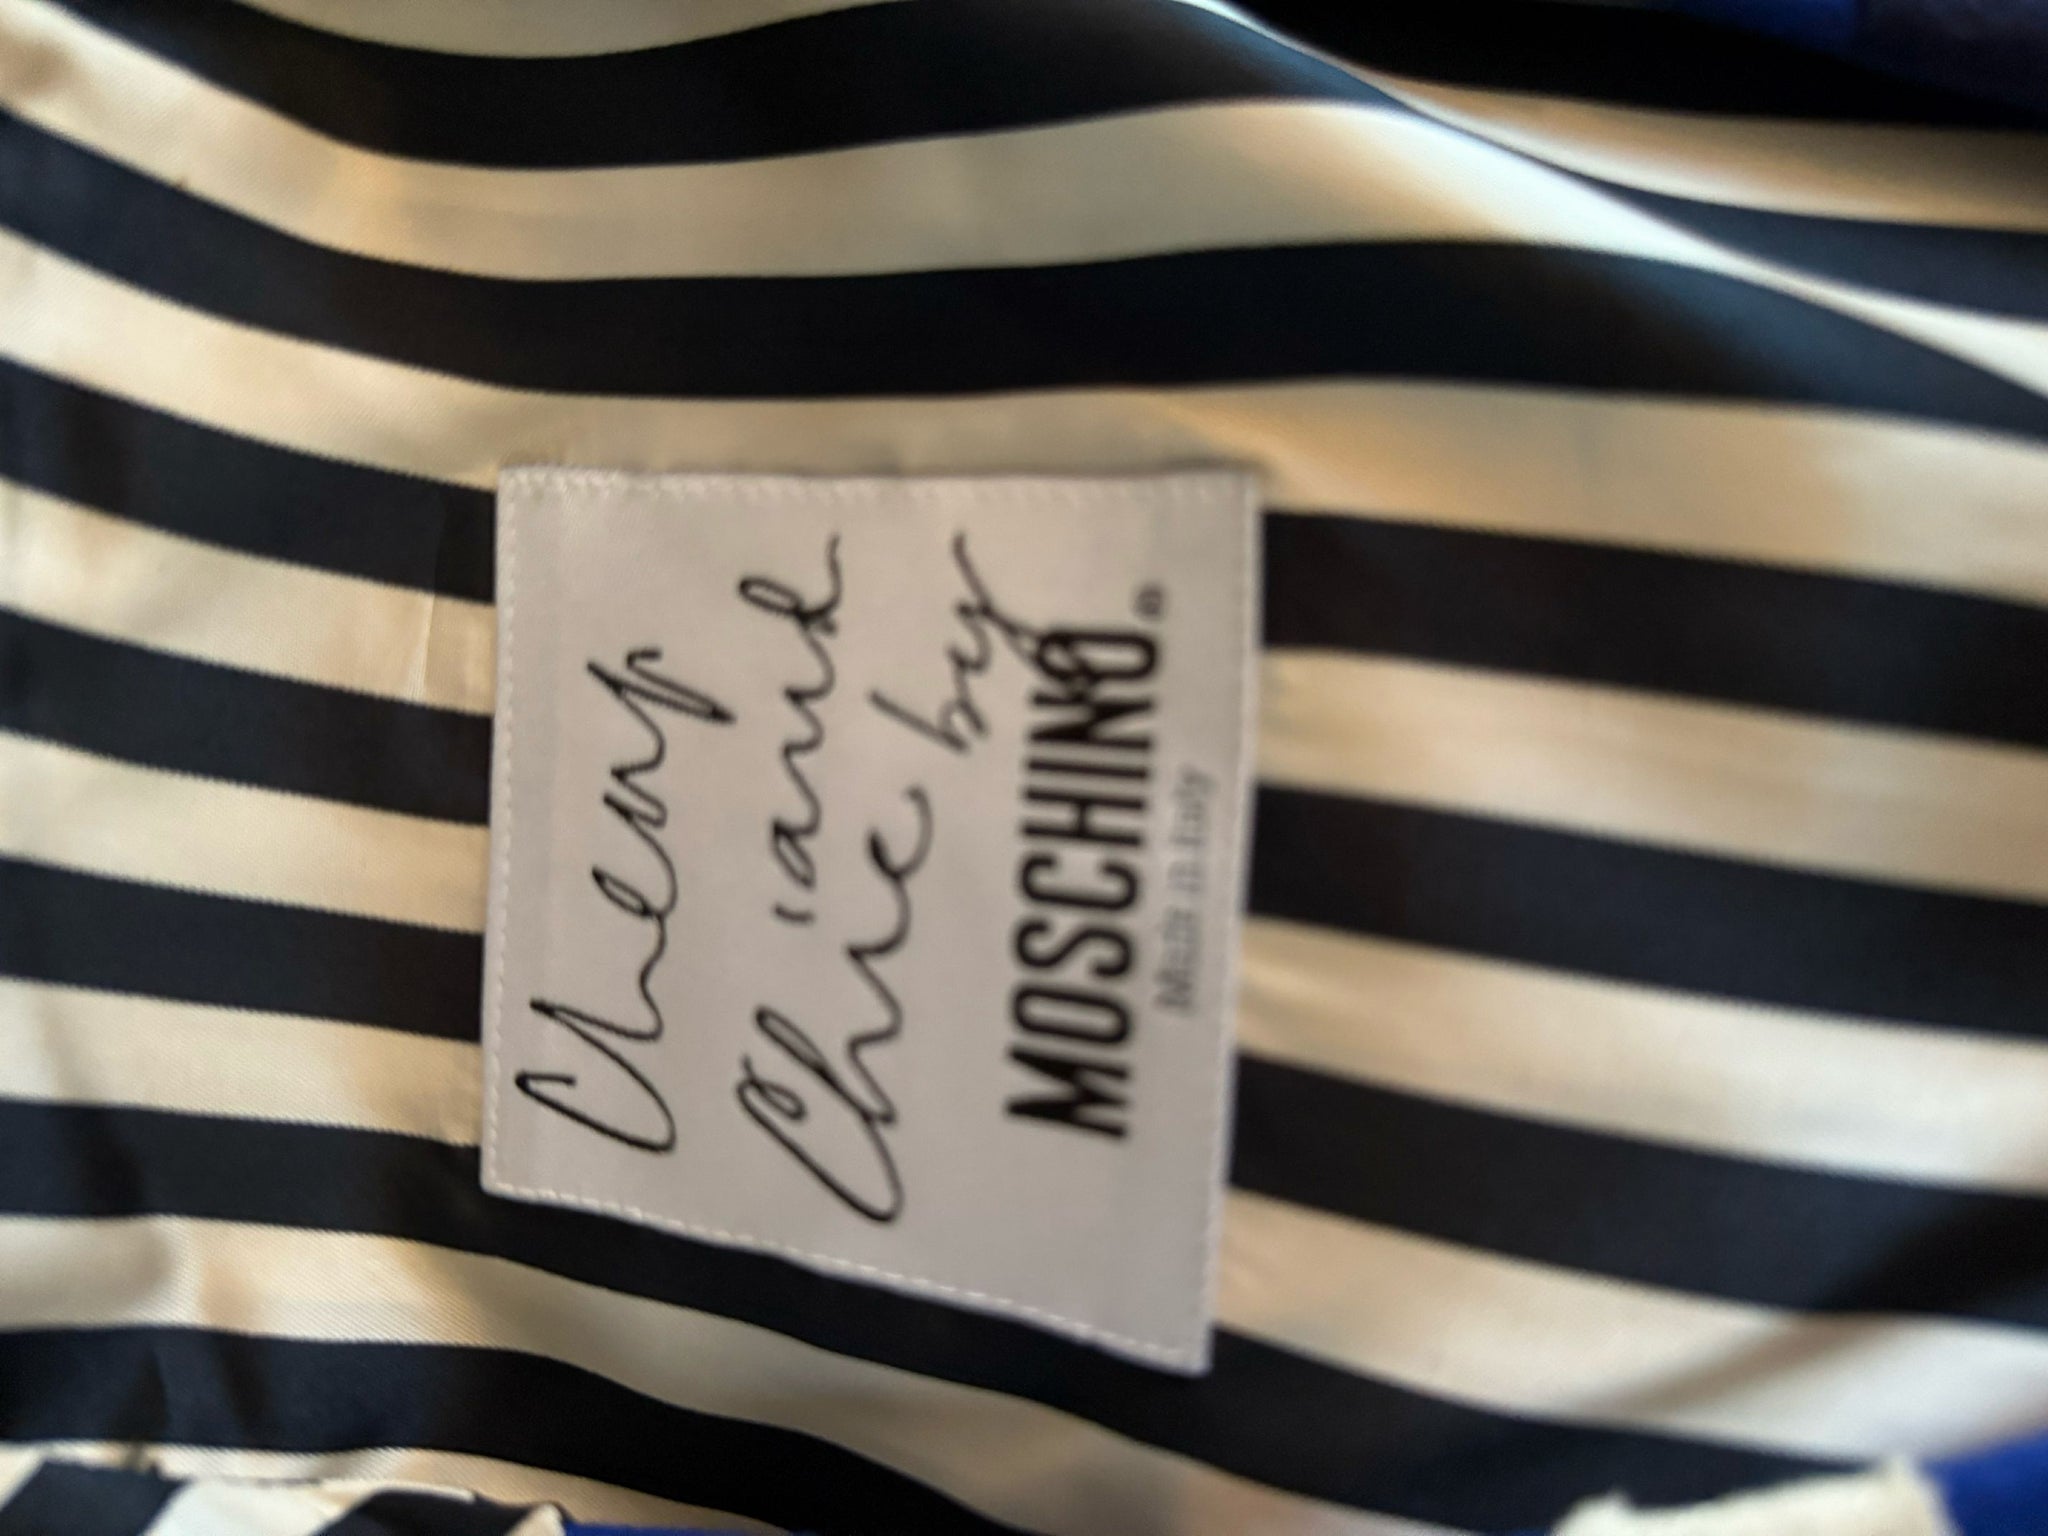 Cheap
'and
Chic by
MOSCHINO®
Made in Italy